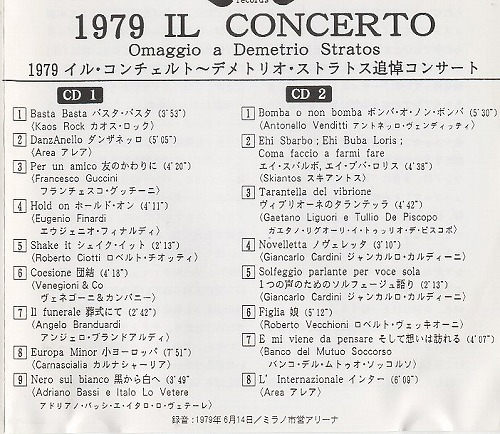 records
1979 IL CONCERTO
Omaggio a Demetrio Stratos
1979 イル・コンチェルト〜デメトリオ・ストラトス追悼コンサート
CD 1
1 Basta Basta バスタ・バスタ (3'53")
〈Kaos Rock カオス・ロック〉
2 DanzAnello ダンザネッロ (5'05")
〈Area アレア〉
3 Per un amico 友のかわりに (4'20")
〈Francesco Guccini
フランチェスコ・グッチーニ〉
4 Hold on ホールド・オン (4'11")
〈Eugenio Finardi
エウジェニオ・フィナルディ〉
5 Shake it シェイク・イット (2'13")
〈Roberto Ciotti ロベルト・チオッティ〉
6 Coesione 団結 (4'18")
〈Venegioni & Co
ヴェネゴーニ&カンパニー〉
7 Il funerale 葬式にて (2'42")
〈Angelo Branduardi
アンジェロ・ブランドアルディ〉
8 Europa Minor 小ヨーロッパ (7'51")
〈Carnascialia カルナシャーリア〉
9 Nero sul bianco 黒から白へ (3'49"
〈Adriano Bassi e Italo Lo Vetere
アドリアノ・バッシ・エ・イタロ・ロ・ヴェテーレ〉
CD 2
1 Bomba o non bomba ボンバ・オ・ノン・ボンバ (5'30")
〈Antonello Venditti アントネッロ・ヴェンディッティ〉
2 Ehi Sbarbo ; Ehi Buba Loris ;
Como faccio a farmi fare
エイ・スバルボ, エイ・ブバ・ロリス (4'38")
〈Skiantos スキアントス〉
3 Tarantella del vibrione
ヴィブリオーネのタランテッラ (4'42")
〈Gaetano Liguori e Tullio De Piscopo
ガエタノ・リグオーリ・イ・トゥッリオ・デ・ピスコポ〉
4 Novelletta ノヴェレッタ (3'10")
〈Giancarlo Cardini ジャンカルロ・カルディーニ〉
5 Solfeggio parlante per voce sola
1つの声のためのソルフェージュ語り (2'13")
〈Giancarlo Cardini ジャンカルロ・カルディーニ〉
6 Figlia 娘 (5'12")
〈Roberto Vecchioni ロベルト・ヴェッキオーニ〉
7 E mi viene da pensare そして想いは訪れる (4'07")
〈Banco del Mutuo Soccorso
バンコ・デル・ムトゥオ・ソッコルソ〉
8 L' Internazionale インター (6'09")
〈Area アレア〉
録音:1979年6月14日/ミラノ市営アリーナ